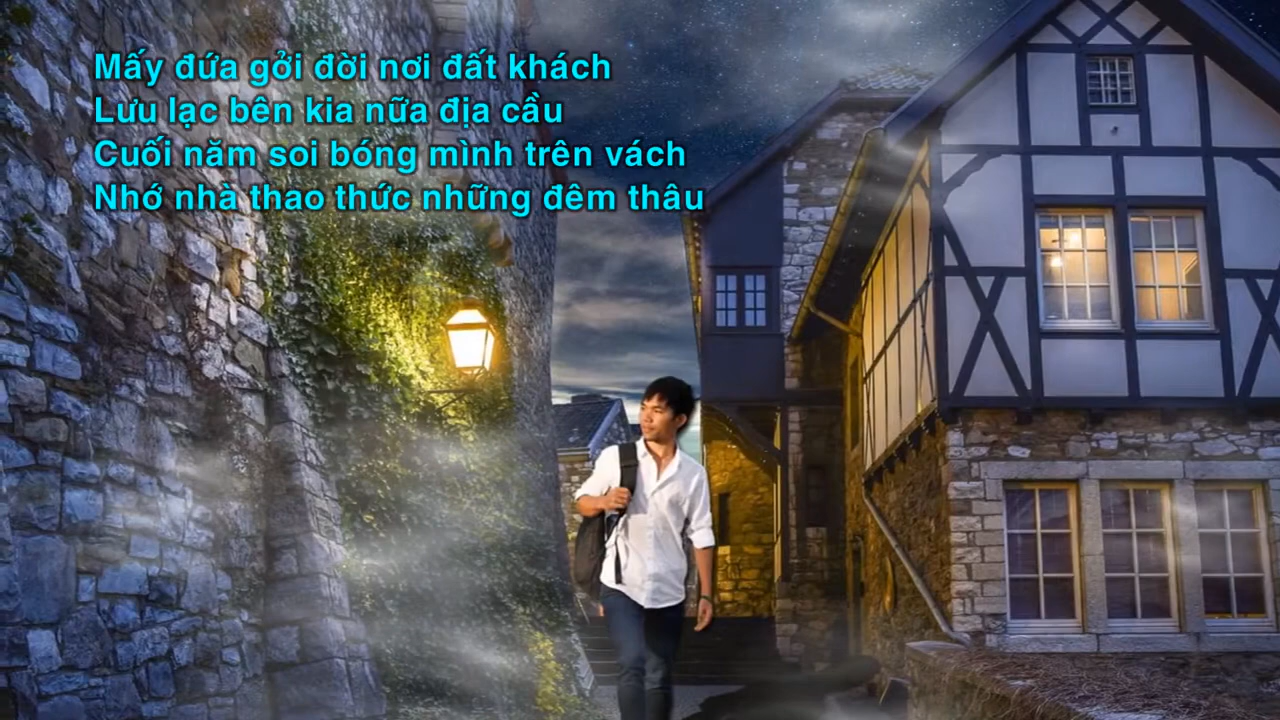 Mấy đứa gởi đời nơi đất khách
Lưu lạc bên kia nữa địa cầu
Cuối năm soi bóng mình trên vách
Nhớ nhà thao thức những đêm thâu